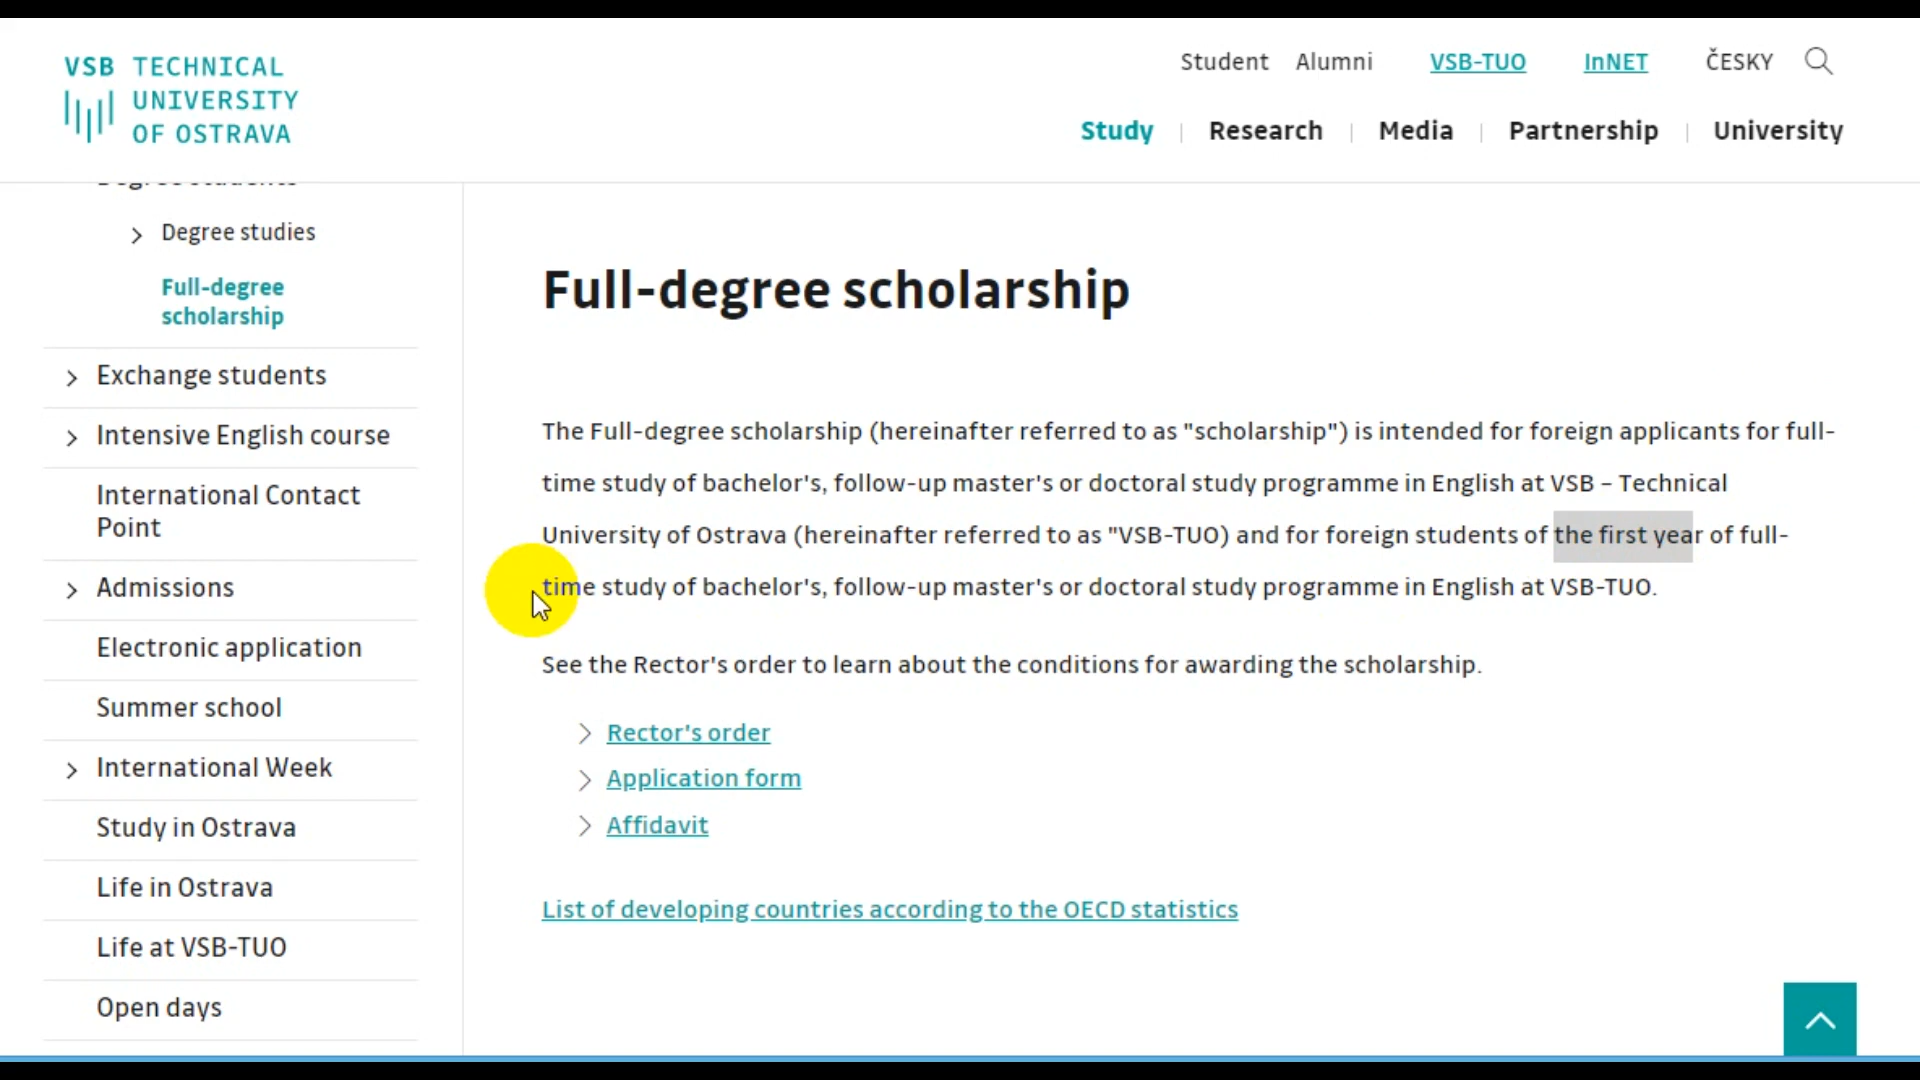 VSB TECHNICAL
UNIVERSITY
OF OSTRAVA
Student Alumni VSB-TUO InNET ČESKY
Study Research Media Partnership University
Degree students
Degree studies
Full-degree
scholarship
Exchange students
Intensive English course
International Contact
Point
Admissions
Electronic application
Summer school
International Week
Study in Ostrava
Life in Ostrava
Life at VSB-TUO
Open days
Full-degree scholarship
The Full-degree scholarship (hereinafter referred to as "scholarship") is intended for foreign applicants for full-
time study of bachelor's, follow-up master's or doctoral study programme in English at VSB – Technical
University of Ostrava (hereinafter referred to as "VSB-TUO) and for foreign students of the first year of full-
time study of bachelor's, follow-up master's or doctoral study programme in English at VSB-TUO.
See the Rector's order to learn about the conditions for awarding the scholarship.
Rector's order
Application form
Affidavit
List of developing countries according to the OECD statistics